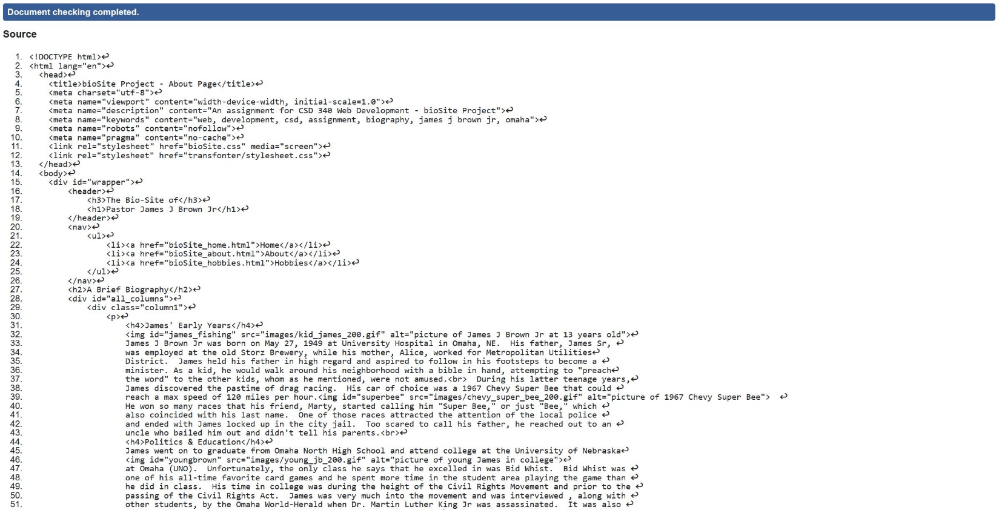 Document checking completed.
Source
1. <!DOCTYPE html>↩
2. <html lang="en">↩
3. <head>↩
4. <title>bioSite Project - About Page</title>↩
5. <meta charset="utf-8">↩
6. <meta name="viewport" content="width-device-width, initial-scale=1.0">↩
7. <meta name="description" content="An assignment for CSD 340 Web Development - bioSite Project">↩
8. <meta name="keywords" content="web, development, csd, assignment, biography, james j brown jr, omaha">↩
9. <meta name="robots" content="nofollow">↩
10. <meta name="pragma" content="no-cache">↩
11. <link rel="stylesheet" href="bioSite.css" media="screen">↩
12. <link rel="stylesheet" href="transfonter/stylesheet.css">↩
13. </head>↩
14. <body>↩
15. <div id="wrapper">↩
16. <header>↩
17. <h3>The Bio-Site of</h3>↩
18. <h1>Pastor James J Brown Jr</h1>↩
19. </header>↩
20. <nav>↩
21. <ul>↩
22. <li><a href="bioSite_home.html">Home</a></li>↩
23. <li><a href="bioSite_about.html">About</a></li>↩
24. <li><a href="bioSite_hobbies.html">Hobbies</a></li>↩
25. </ul>↩
26. </nav>↩
27. <h2>A Brief Biography</h2>↩
28. <div id="all_columns">↩
29. <div class="column1">↩
30. <p>↩
31. <h4>James' Early Years</h4>↩
32. <img id="james_fishing" src="images/kid_james_200.gif" alt="picture of James J Brown Jr at 13 years old">↩
33. James J Brown Jr was born on May 27, 1949 at University Hospital in Omaha, NE.  His father, James Sr, ↩
34. was employed at the old Storz Brewery, while his mother, Alice, worked for Metropolitan Utilities↩
35. District.  James held his father in high regard and aspired to follow in his footsteps to become a ↩
36. minister. As a kid, he would walk around his neighborhood with a bible in hand, attempting to "preach↩
37. the word" to the other kids, whom as he mentioned, were not amused.<br>  During his latter teenage years,↩
38. James discovered the pastime of drag racing.  His car of choice was a 1967 Chevy Super Bee that could ↩
39. reach a max speed of 120 miles per hour.<img id="superbee" src="images/chevy_super_bee_200.gif" alt="picture of 1967 Chevy Super Bee">  ↩
40. He won so many races that his friend, Marty, started calling him "Super Bee," or just "Bee," which ↩
41. also coincided with his last name.  One of those races attracted the attention of the local police ↩
42. and ended with James locked up in the city jail.  Too scared to call his father, he reached out to an ↩
43. uncle who bailed him out and didn't tell his parents.<br>↩
44. <h4>Politics & Education</h4>↩
45. James went on to graduate from Omaha North High School and attend college at the University of Nebraska↩
46. <img id="youngbrown" src="images/young_jb_200.gif" alt="picture of young James in college">↩
47. at Omaha (UNO).  Unfortunately, the only class he says that he excelled in was Bid Whist.  Bid Whist was ↩
48. one of his all-time favorite card games and he spent more time in the student area playing the game than ↩
49. he did in class.  His time in college was during the height of the Civil Rights Movement and prior to the ↩
50. passing of the Civil Rights Act.  James was very much into the movement and was interviewed , along with ↩
51. other students, by the Omaha World-Herald when Dr. Martin Luther King Jr was assassinated.  It was also ↩